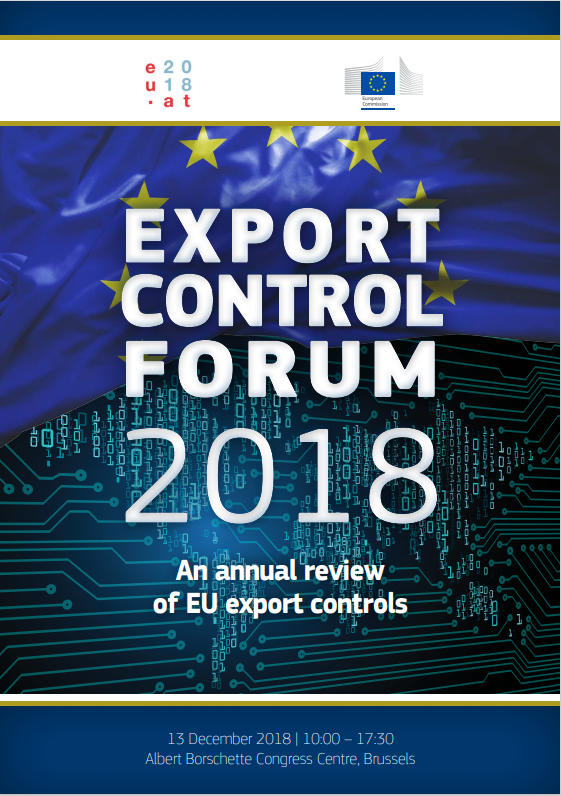 e 20
u 18
. at
European
Commission
EXPORT
CONTROL
FORUM
2018
An annual review
of EU export controls
13 December 2018 | 10:00 – 17:30
Albert Borschette Congress Centre, Brussels